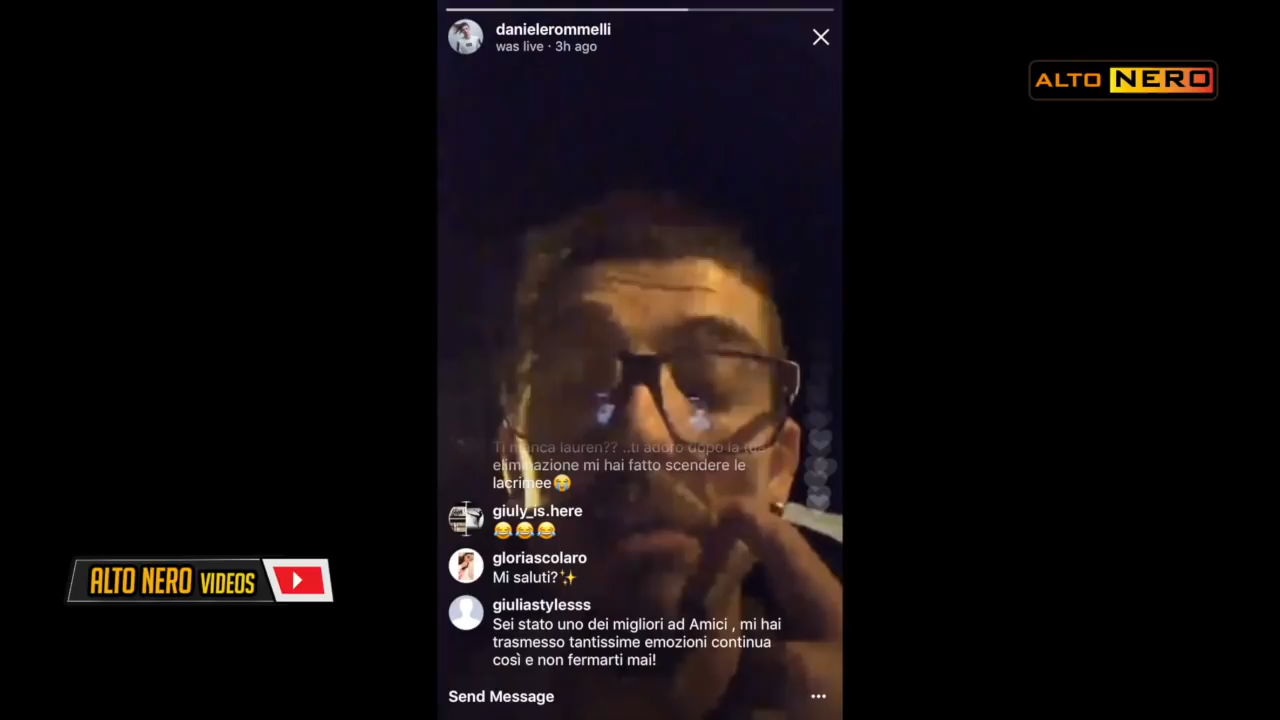 danielerommelli
was live · 3h ago
ALTO NERO
Ti manca lauren?? ..ti adoro dopo la tua
eliminazione mi hai fatto scendere le
lacrimee😭
giuly_is.here
😂😂😂
gloriascolaro
Mi saluti?✨
giuliastylesss
Sei stato uno dei migliori ad Amici , mi hai
trasmesso tantissime emozioni continua
così e non fermarti mai!
Send Message
ALTO NERO VIDEOS